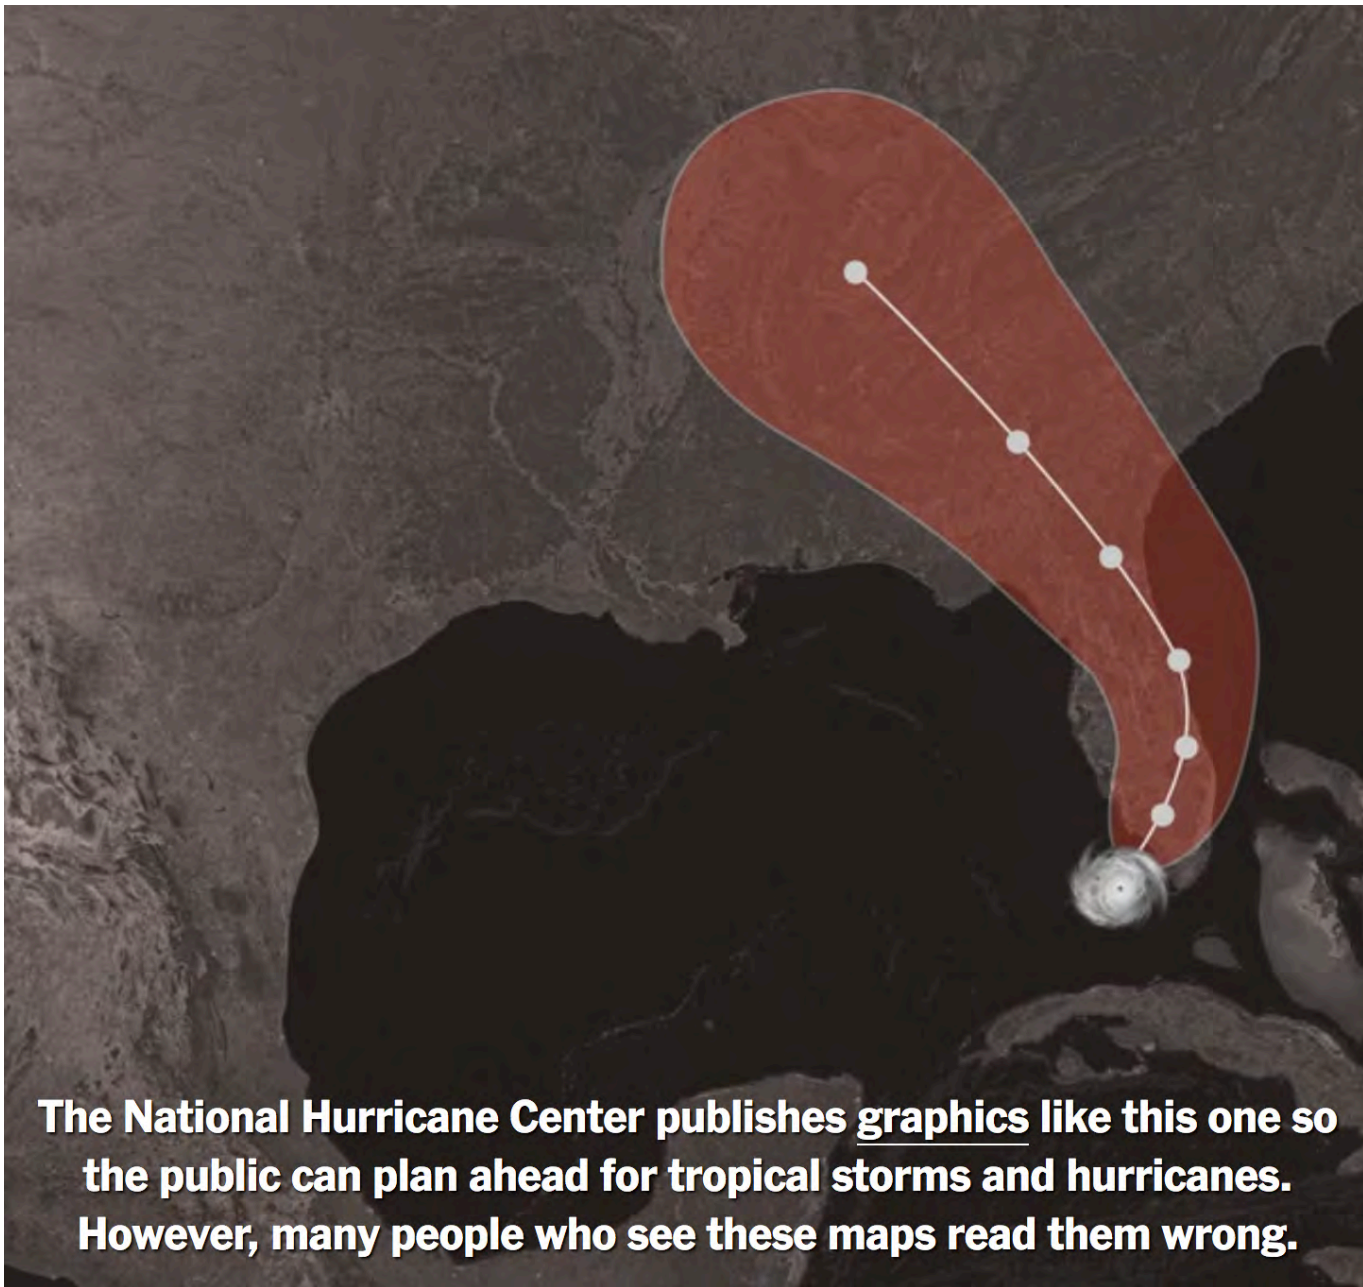 The National Hurricane Center publishes graphics like this one so
the public can plan ahead for tropical storms and hurricanes.
However, many people who see these maps read them wrong.